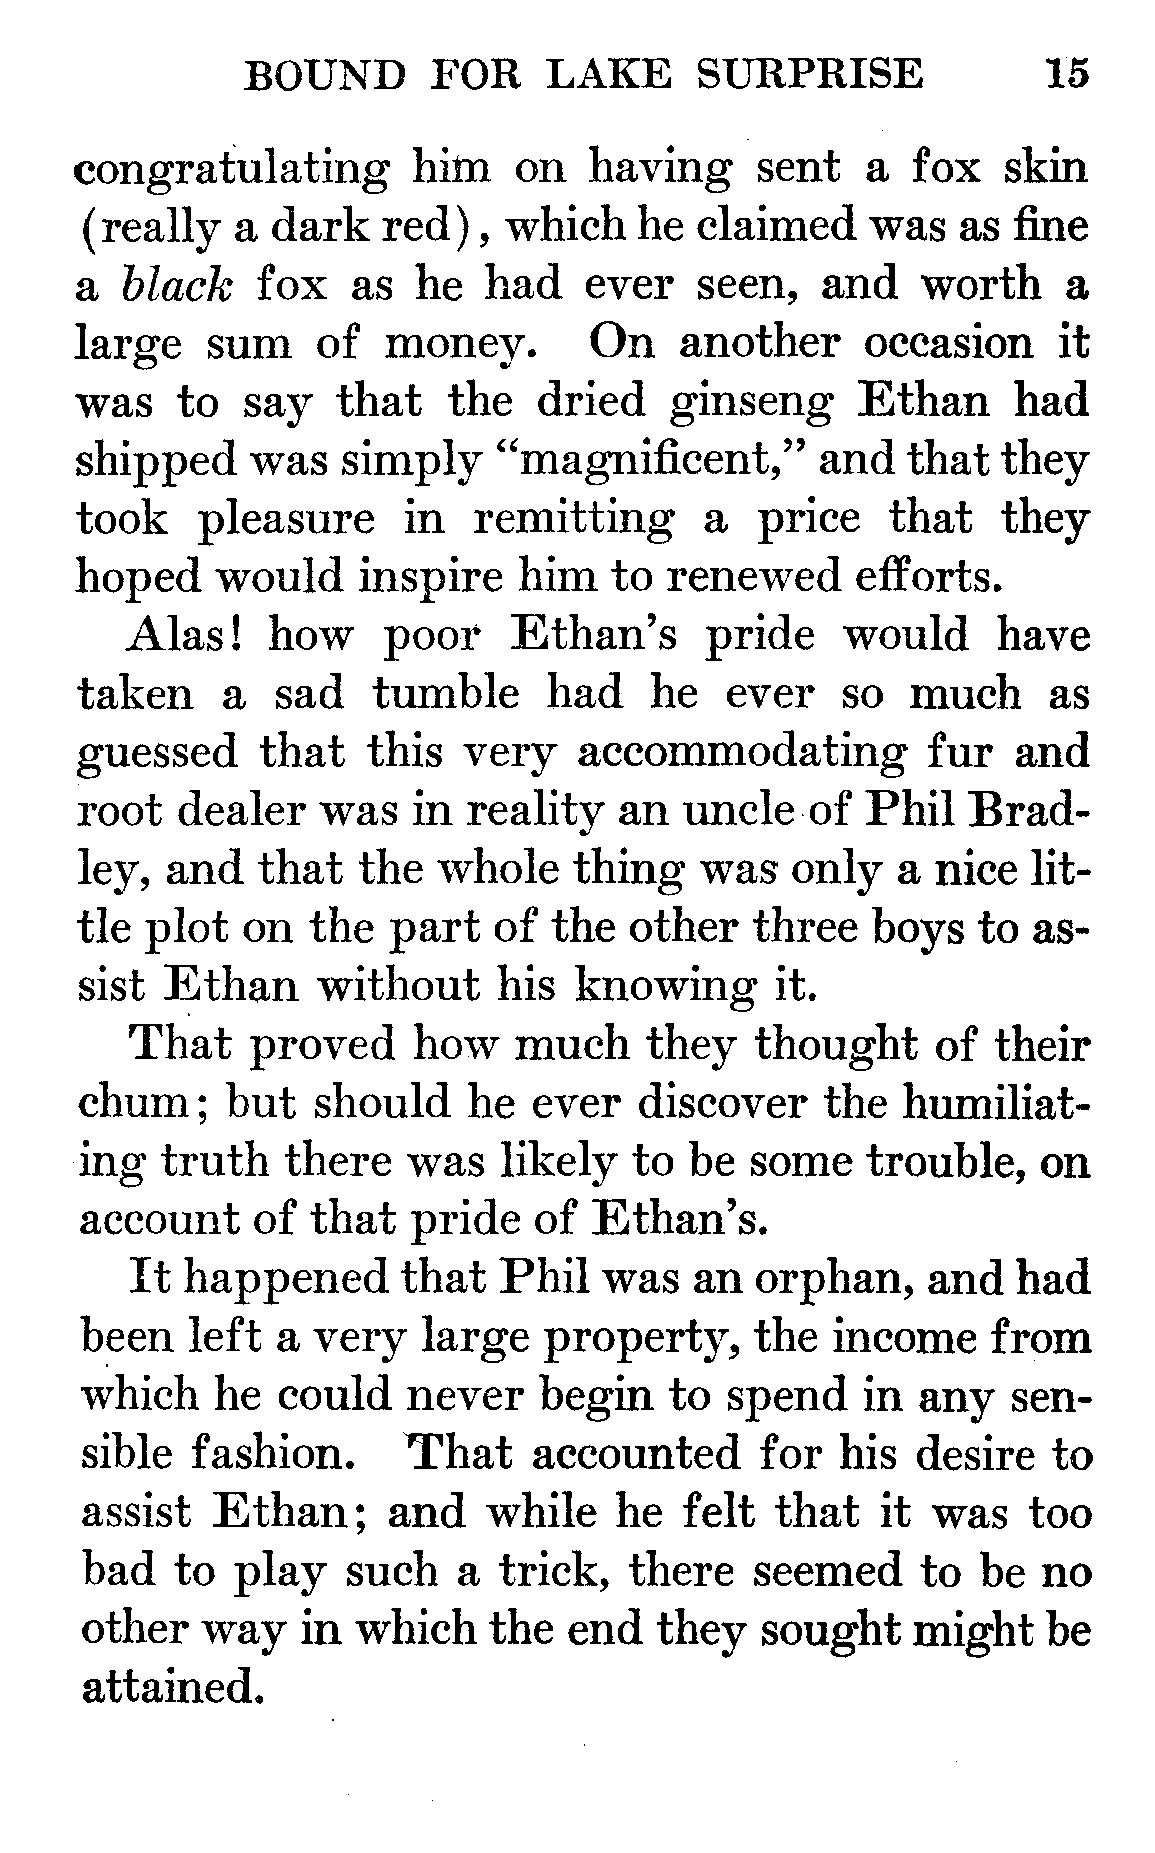 BOUND FOR LAKE SURPRISE 15
congratulating him on having sent a fox skin
(really a dark red), which he claimed was as fine
a black fox as he had ever seen, and worth a
large sum of money. On another occasion it
was to say that the dried ginseng Ethan had
shipped was simply "magnificent," and that they
took pleasure in remitting a price that they
hoped would inspire him to renewed efforts.
Alas! how poor Ethan's pride would have
taken a sad tumble had he ever so much as
guessed that this very accommodating fur and
root dealer was in reality an uncle of Phil Brad-
ley, and that the whole thing was only a nice lit-
tle plot on the part of the other three boys to as-
sist Ethan without his knowing it.
That proved how much they thought of their
chum; but should he ever discover the humiliat-
ing truth there was likely to be some trouble, on
account of that pride of Ethan's.
It happened that Phil was an orphan, and had
been left a very large property, the income from
which he could never begin to spend in any sen-
sible fashion. That accounted for his desire to
assist Ethan; and while he felt that it was too
bad to play such a trick, there seemed to be no
other way in which the end they sought might be
attained.